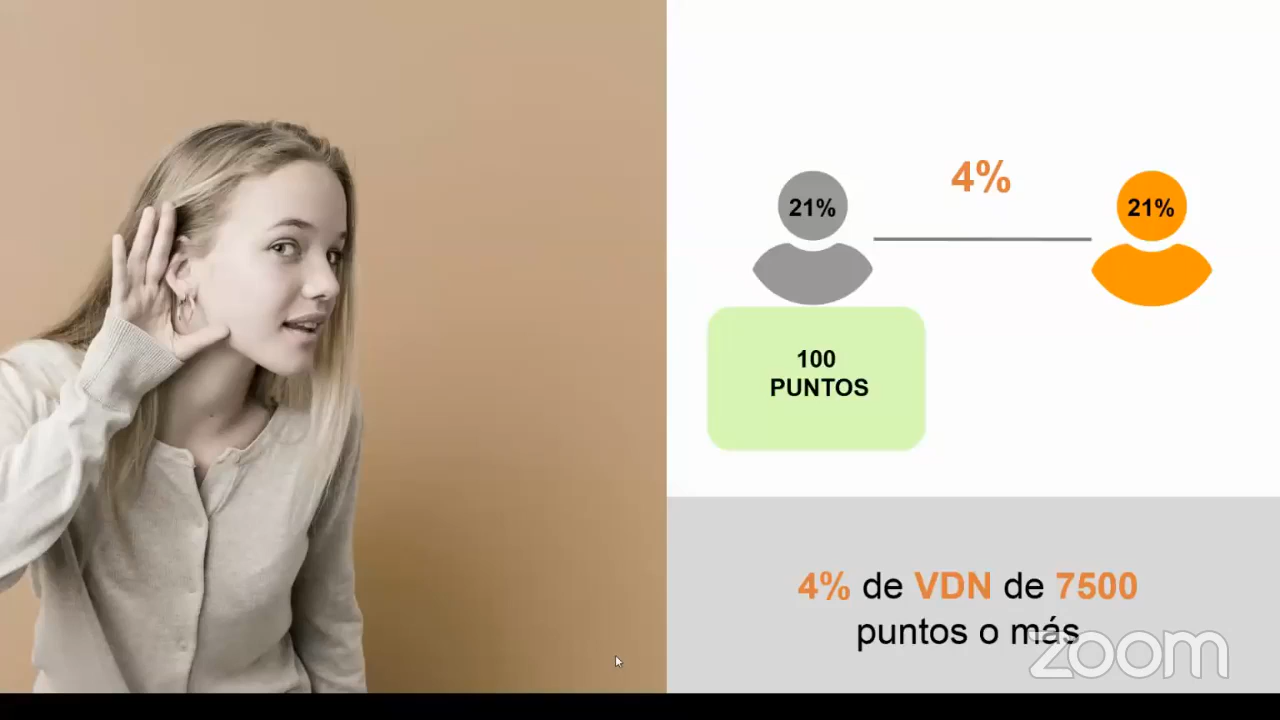 4%
21%
21%
100
PUNTOS
4% de VDN de 7500
puntos o más
zoom